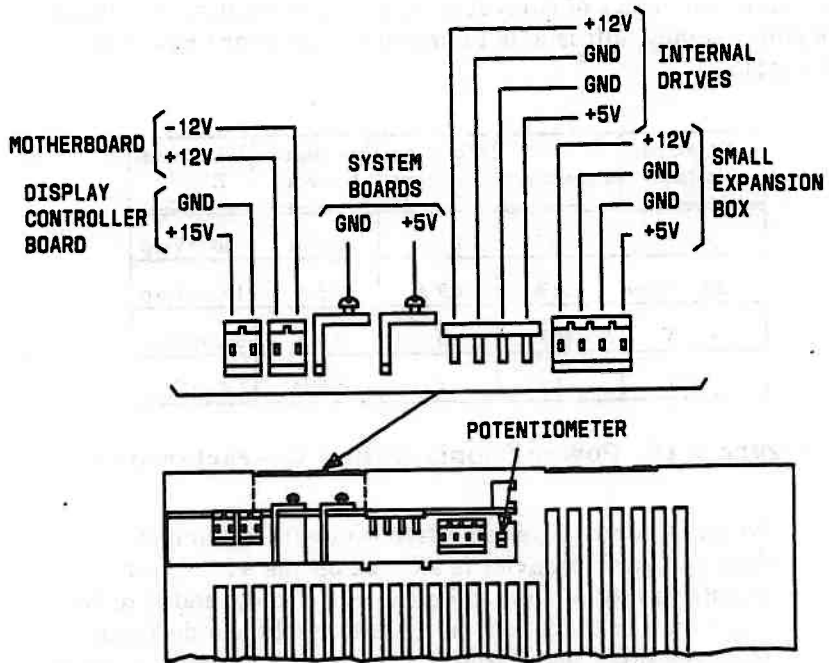 +12V
GND
GND
+5V
INTERNAL
DRIVES
MOTHERBOARD
-12V
+12V
DISPLAY
CONTROLLER
BOARD
GND
+15V
SYSTEM
BOARDS
GND
+5V
+12V
GND
GND
+5V
SMALL
EXPANSION
BOX
POTENTIOMETER